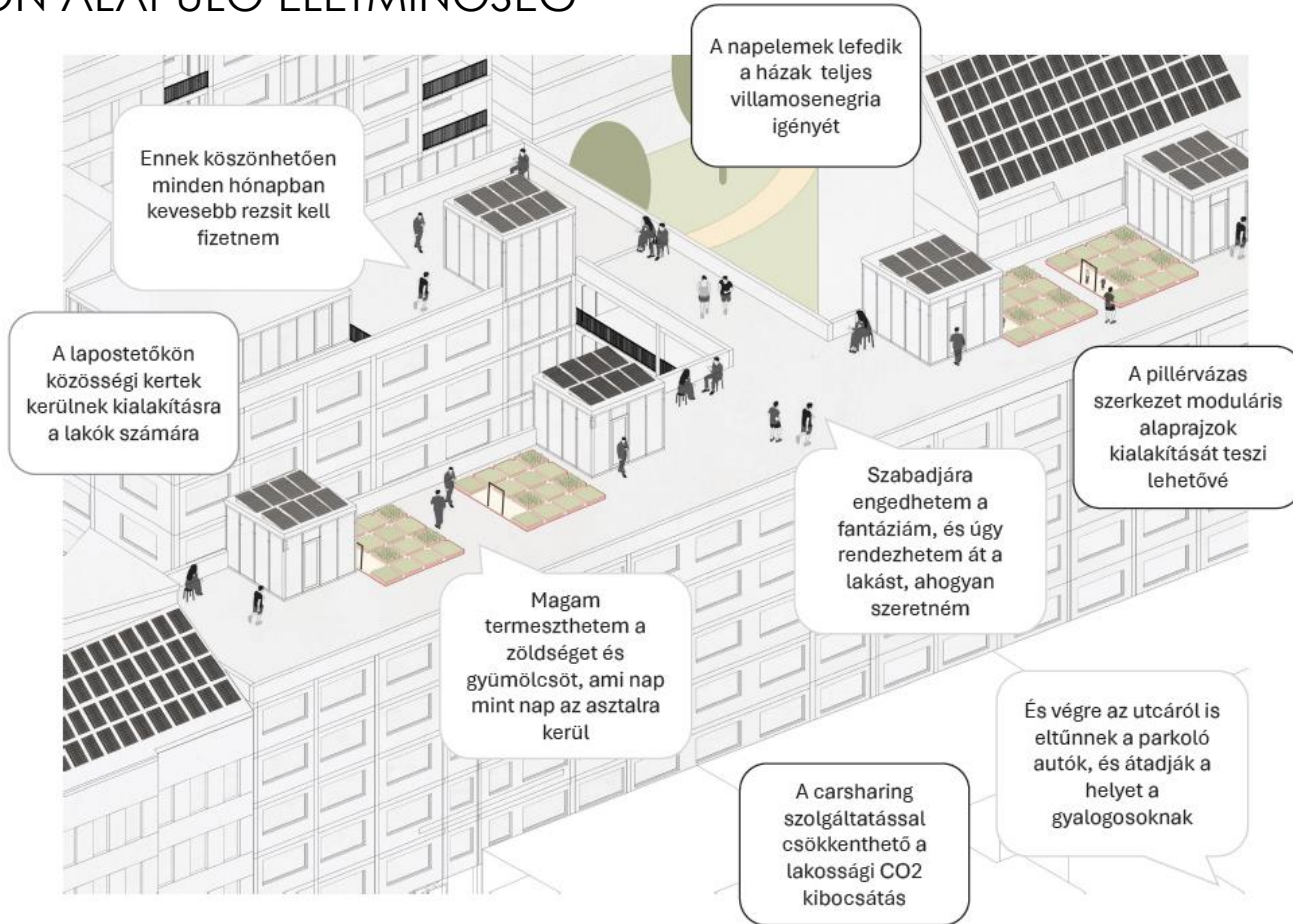 ON ALAPULÓ ÉLETMINŐSÉG
A napelemek lefedik
a házak teljes
villamosenegria
igényét
Ennek köszönhetően
minden hónapban
kevesebb rezsit kell
fizetnem
A lapostetőkön
közösségi kertek
kerülnek kialakításra
a lakók számára
A pillérvázas
szerkezet moduláris
alaprajzok
kialakítását teszi
lehetővé
Szabadjára
engedhetem a
fantáziám, és úgy
rendezhetem át a
lakást, ahogyan
szeretném
Magam
termeszthetem a
zöldséget és
gyümölcsöt, ami nap
mint nap az asztalra
kerül
És végre az utcáról is
eltűnnek a parkoló
autók, és átadják a
helyet a
gyalogosoknak
A carsharing
szolgáltatással
csökkenthető a
lakossági CO2
kibocsátás